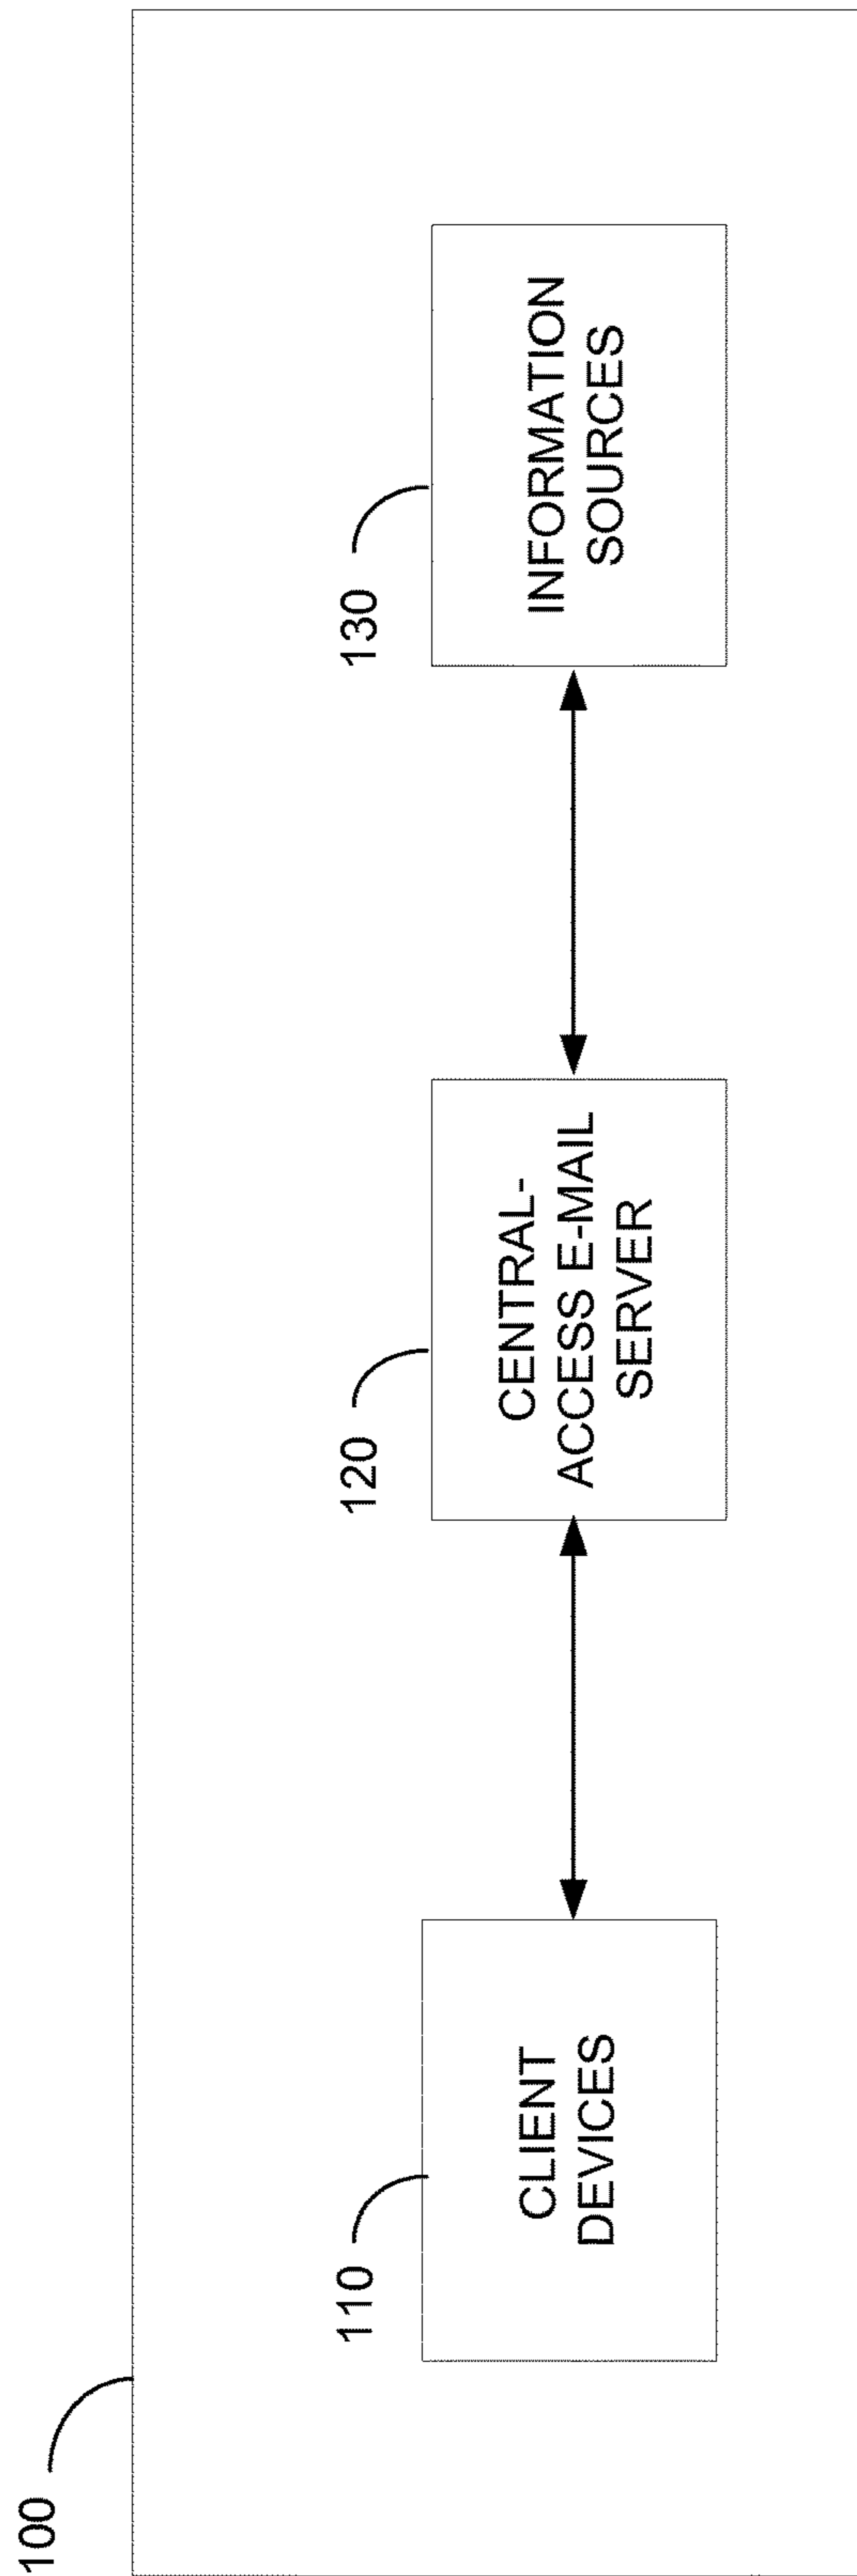 100
110
CLIENT
DEVICES
120
CENTRAL-
ACCESS E-MAIL
SERVER
130
INFORMATION
SOURCES